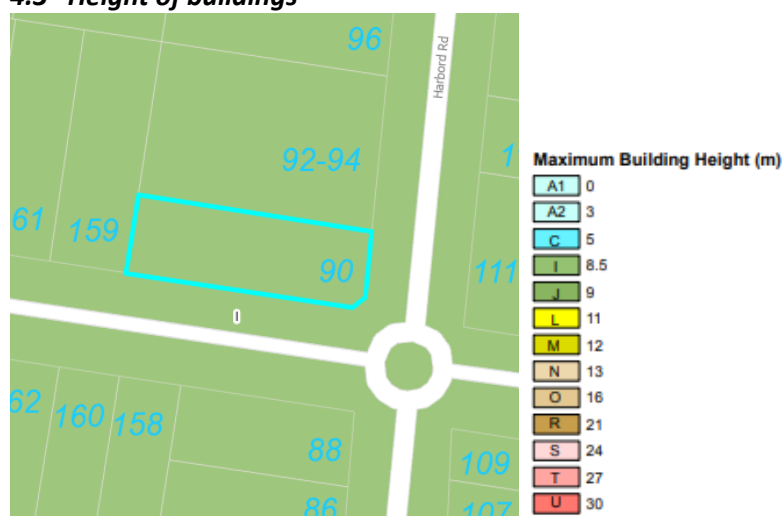 4.3 Height of buildings
96
Harbord Rd
92-94
1
61
159
90
111
I
62
160
158
88
109
86
107
Maximum Building Height (m)
A1 0
A2 3
C 5
I 8.5
J 9
L 11
M 12
N 13
O 16
R 21
S 24
T 27
U 30